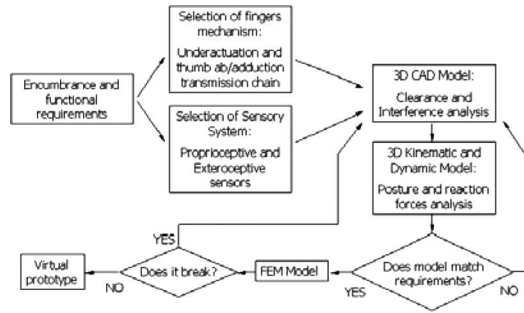 Selection of fingers
mechanism:
Underactuation and
thumb ab/adduction
transmission chain
Encumbrance and
functional
requirements
Selection of Sensory
System:
Proprioceptive and
Exteroceptive
sensors
3D CAD Model:
Clearance and
Interference analysis
3D Kinematic and
Dynamic Model:
Posture and reaction
forces analysis
Does model match
requirements?
YES
NO
FEM Model
Does it break?
YES
NO
Virtual
prototype